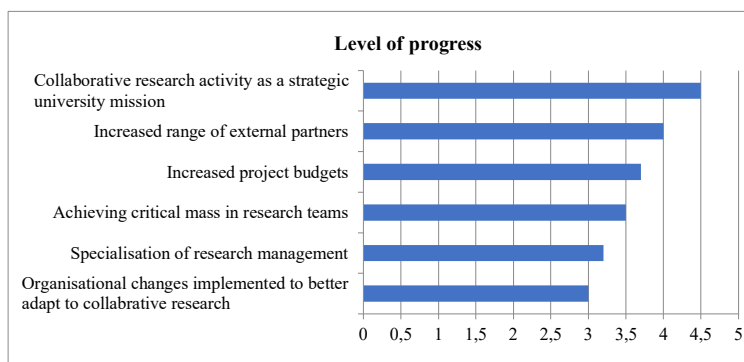 Level of progress
Collaborative research activity as a strategic
university mission
Increased range of external partners
Increased project budgets
Achieving critical mass in research teams
Specialisation of research management
Organisational changes implemented to better
adapt to collabrative research
0 0,5 1 1,5 2 2,5 3 3,5 4 4,5 5